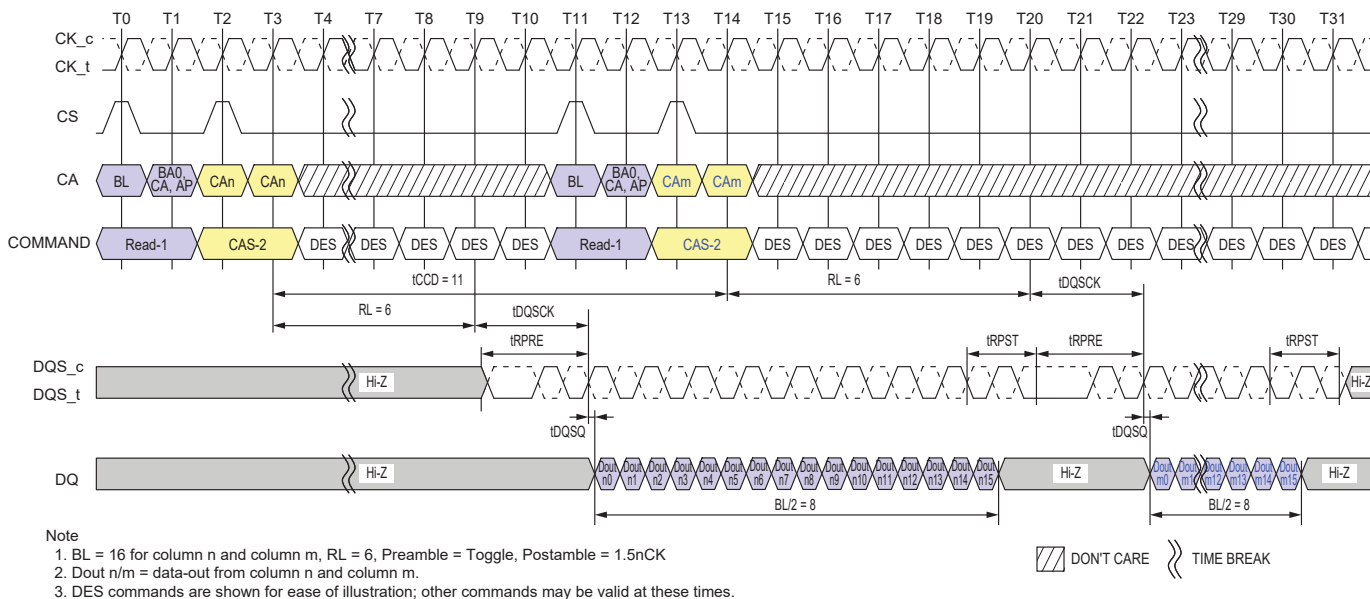 T0 T1 T2 T3 T4 T7 T8 T9 T10 T11 T12 T13 T14 T15 T16 T17 T18 T19 T20 T21 T22 T23 T29 T30 T31
CK_c
CK_t
CS
CA BL BA0, CA, AP CAn CAn BL BA0, CA, AP CAm CAm
COMMAND Read-1 CAS-2 DES DES DES DES DES Read-1 CAS-2 DES DES DES DES DES DES DES DES DES DES DES DES
tCCD = 11 RL = 6 tDQSCK
RL = 6 tDQSCK
tRPRE tRPST tRPRE tRPST
DQS_c
DQS_t
Hi-Z Hi-Z
tDQSQ tDQSQ
DQ Hi-Z Dout n0 Dout n1 Dout n2 Dout n3 Dout n4 Dout n5 Dout n6 Dout n7 Dout n8 Dout n9 Dout n10 Dout n11 Dout n12 Dout n13 Dout n14 Dout n15 Hi-Z Dout m0 Dout m1 Dout m12 Dout m13 Dout m14 Dout m15 Hi-Z
BL/2 = 8 BL/2 = 8
Note
1. BL = 16 for column n and column m, RL = 6, Preamble = Toggle, Postamble = 1.5nCK
2. Dout n/m = data-out from column n and column m.
3. DES commands are shown for ease of illustration; other commands may be valid at these times.
DON'T CARE TIME BREAK